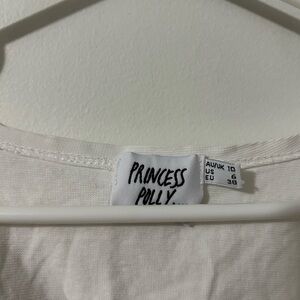 PRINCESS
POLLY
AU/UK 10
US 6
EU 38